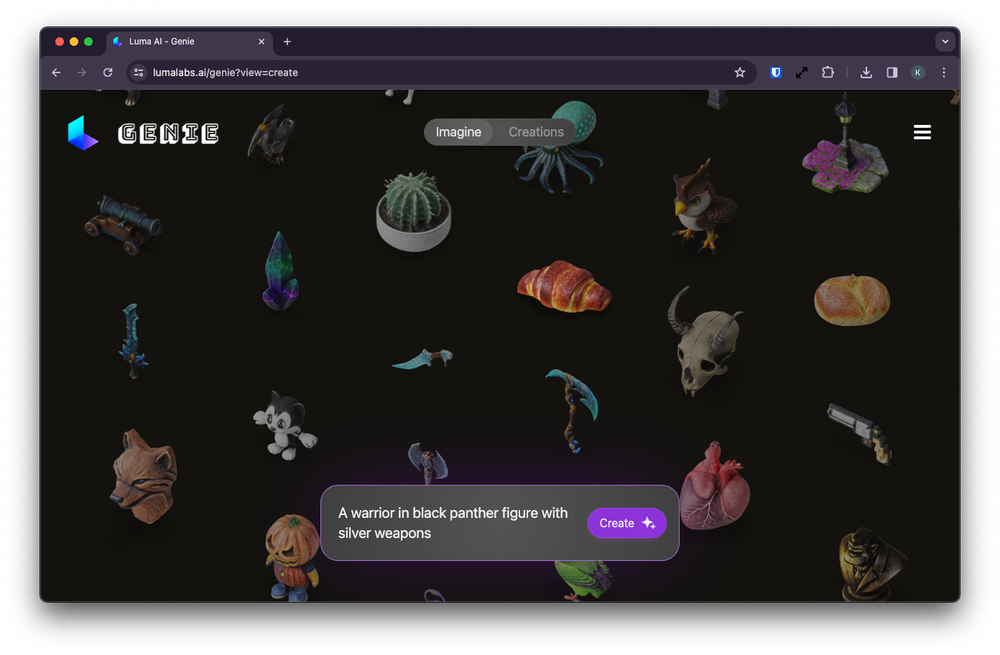 Luma AI - Genie
lumalabs.ai/genie?view=create
K
GENIE
Imagine
Creations
A warrior in black panther figure with
silver weapons
Create